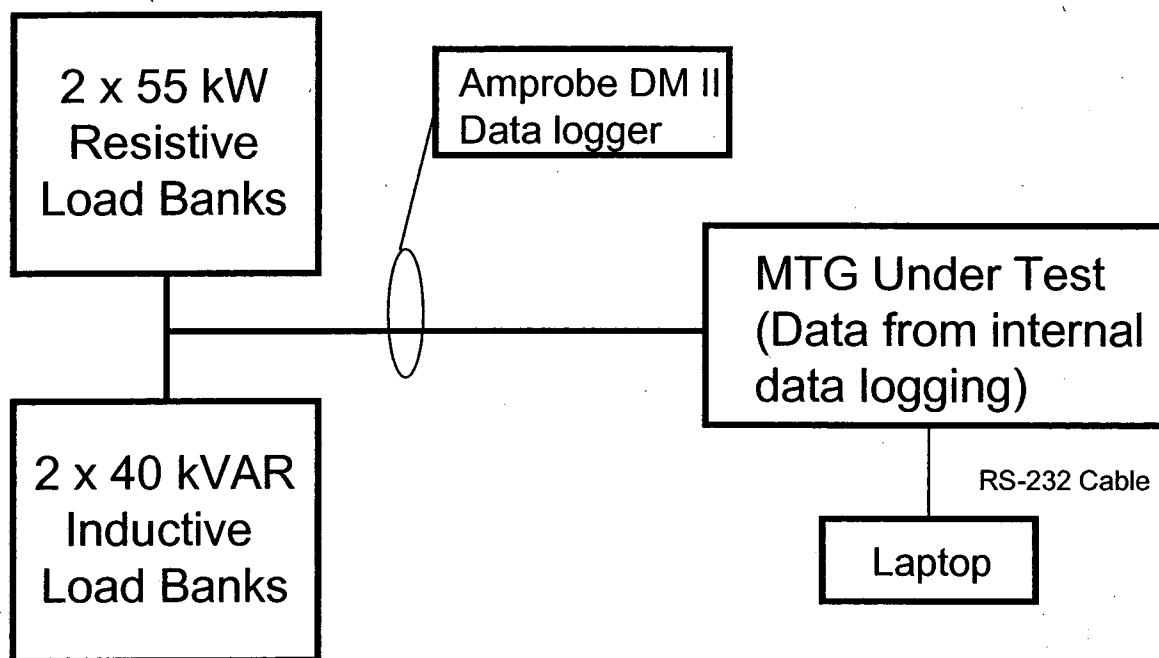 2 x 55 kW
Resistive
Load Banks
Amprobe DM II
Data logger
MTG Under Test
(Data from internal
data logging)
2 x 40 kVAR
Inductive
Load Banks
RS-232 Cable
Laptop